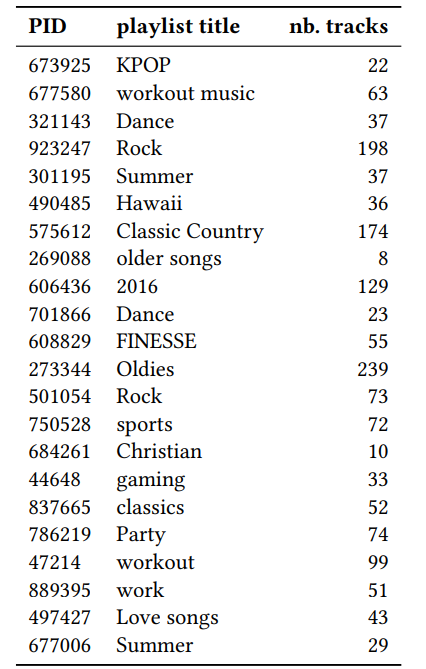 PID playlist title nb. tracks
673925 KPOP 22
677580 workout music 63
321143 Dance 37
923247 Rock 198
301195 Summer 37
490485 Hawaii 36
575612 Classic Country 174
269088 older songs 8
606436 2016 129
701866 Dance 23
608829 FINESSE 55
273344 Oldies 239
501054 Rock 73
750528 sports 72
684261 Christian 10
44648 gaming 33
837665 classics 52
786219 Party 74
47214 workout 99
889395 work 51
497427 Love songs 43
677006 Summer 29